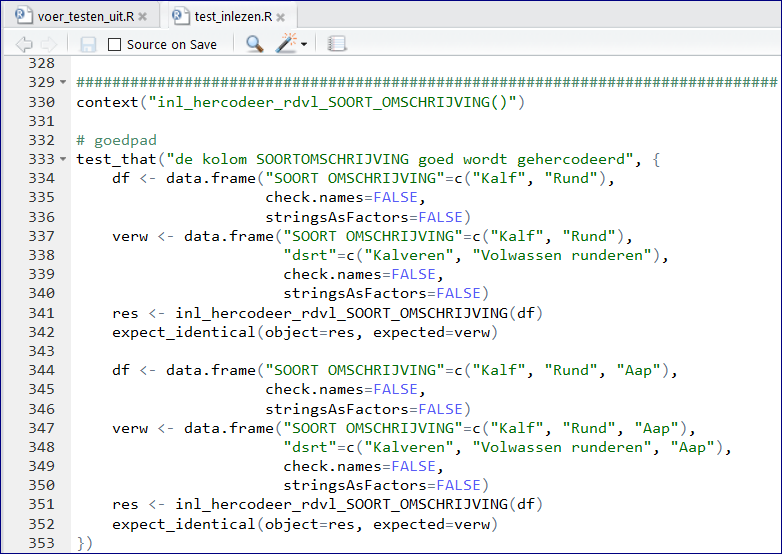 voer_testen_uit.R
test_inlezen.R
Source on Save
328
329 ##############################################################################
330 context("inl_hercodeer_rdvl_SOORT_OMSCHRIJVING()")
331
332 # goedpad
333 test_that("de kolom SOORTOMSCHRIJVING goed wordt gehercodeerd", {
334     df <- data.frame("SOORT OMSCHRIJVING"=c("Kalf", "Rund"),
335                      check.names=FALSE,
336                      stringsAsFactors=FALSE)
337     verw <- data.frame("SOORT OMSCHRIJVING"=c("Kalf", "Rund"),
338                        "dsrt"=c("Kalveren", "Volwassen runderen"),
339                        check.names=FALSE,
340                        stringsAsFactors=FALSE)
341     res <- inl_hercodeer_rdvl_SOORT_OMSCHRIJVING(df)
342     expect_identical(object=res, expected=verw)
343
344     df <- data.frame("SOORT OMSCHRIJVING"=c("Kalf", "Rund", "Aap"),
345                      check.names=FALSE,
346                      stringsAsFactors=FALSE)
347     verw <- data.frame("SOORT OMSCHRIJVING"=c("Kalf", "Rund", "Aap"),
348                        "dsrt"=c("Kalveren", "Volwassen runderen", "Aap"),
349                        check.names=FALSE,
350                        stringsAsFactors=FALSE)
351     res <- inl_hercodeer_rdvl_SOORT_OMSCHRIJVING(df)
352     expect_identical(object=res, expected=verw)
353 })